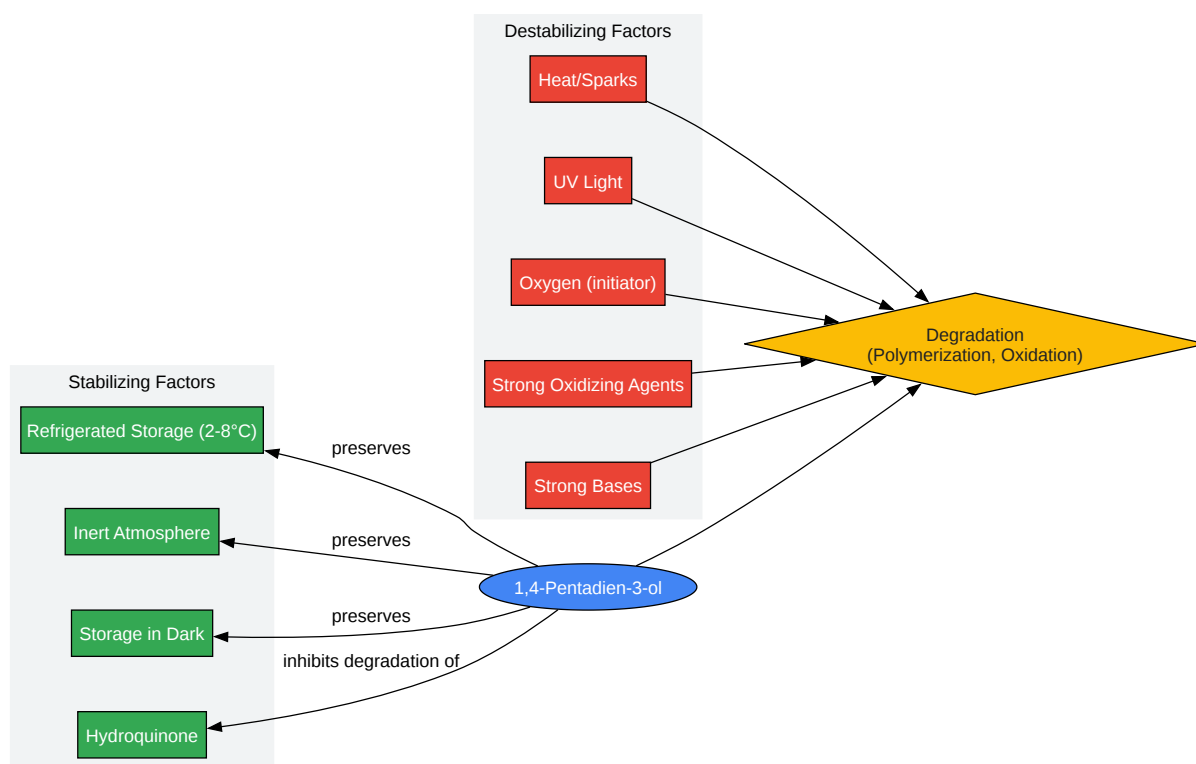 Destabilizing Factors
Heat/Sparks
UV Light
Oxygen (initiator)
Strong Oxidizing Agents
Strong Bases
Degradation
(Polymerization, Oxidation)
Stabilizing Factors
Refrigerated Storage (2-8°C)
Inert Atmosphere
Storage in Dark
Hydroquinone
preserves
preserves
preserves
inhibits degradation of
1,4-Pentadien-3-ol